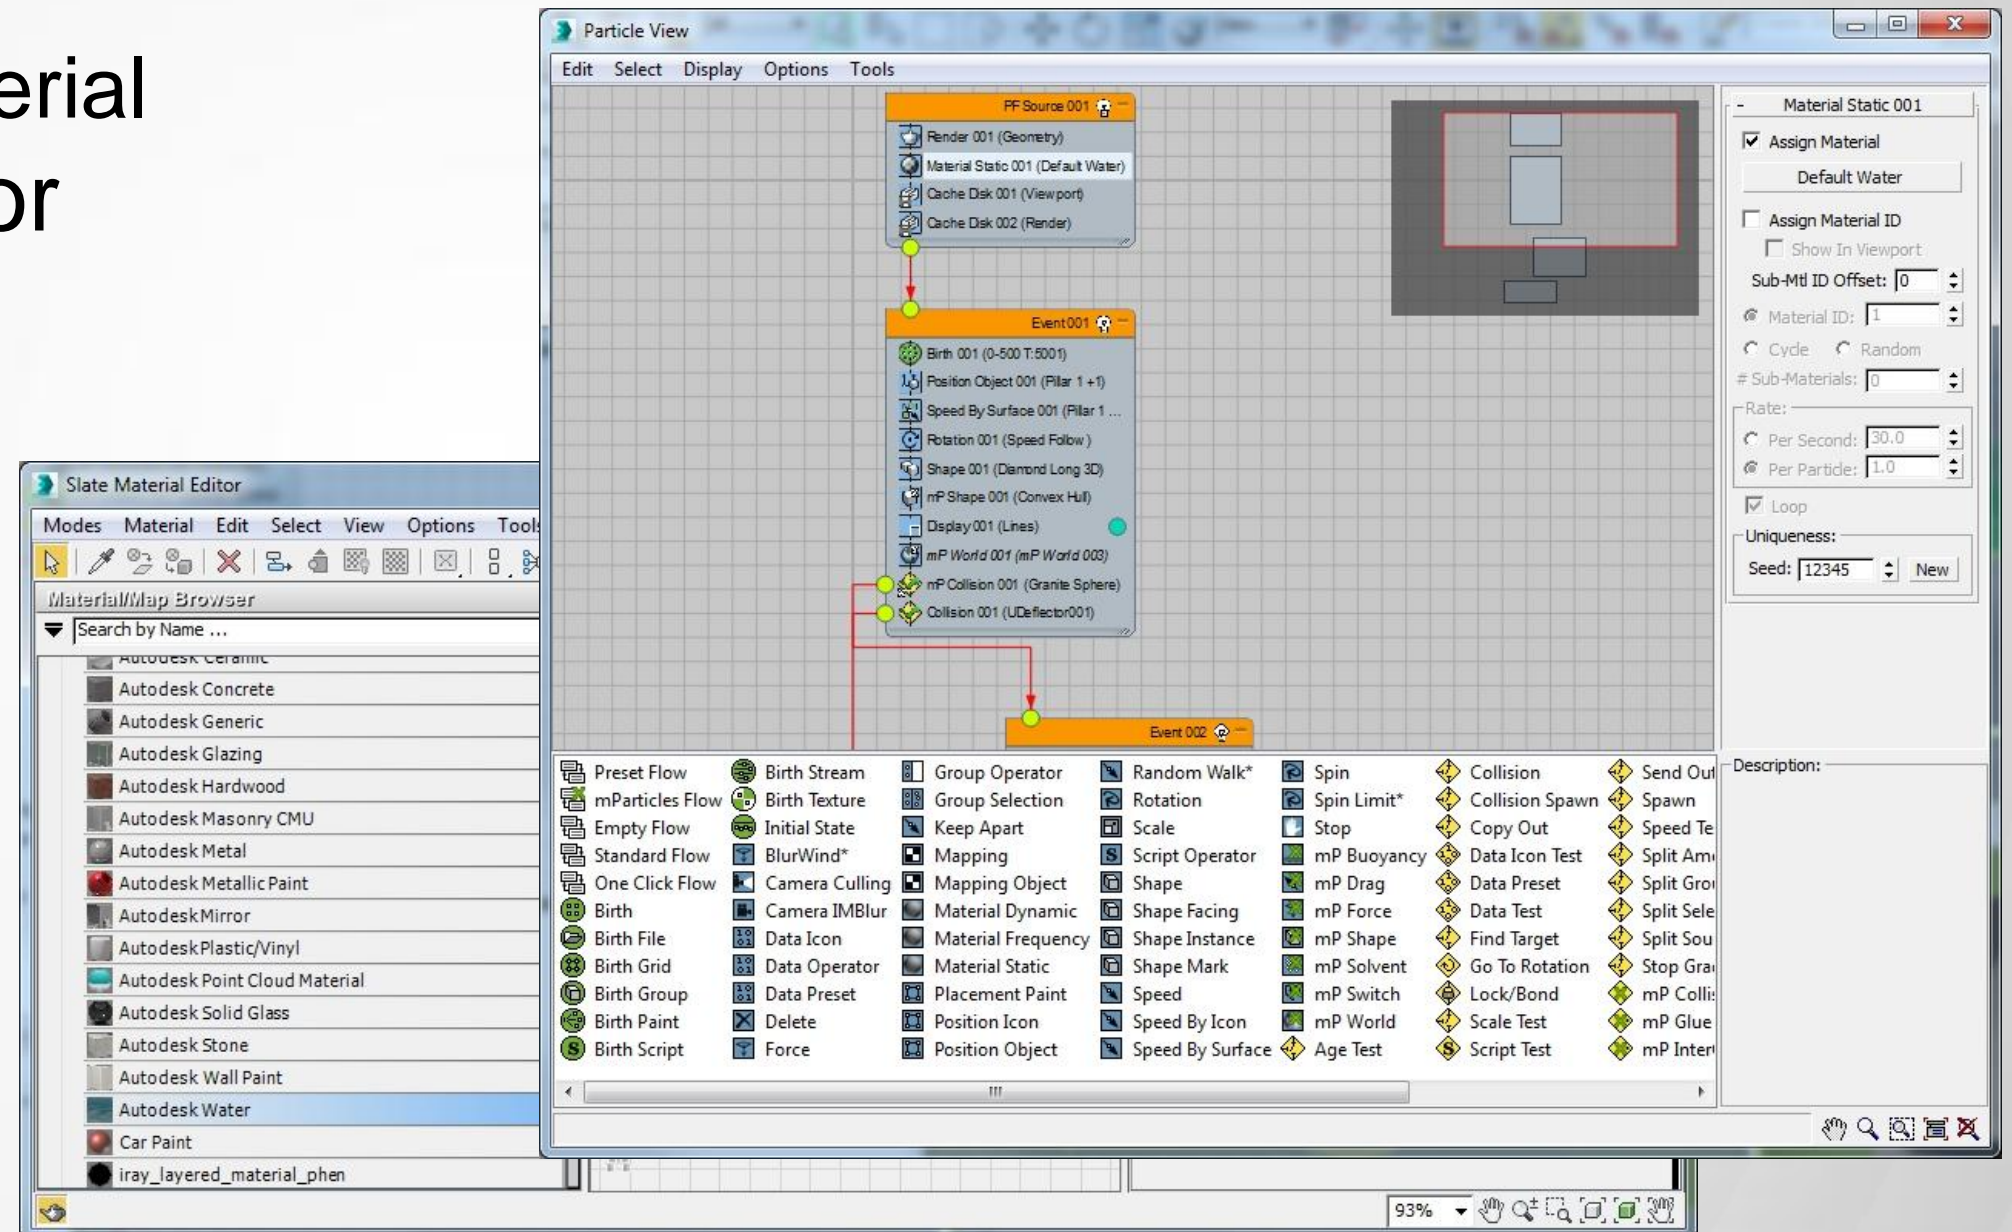 erial
or
Particle View
Edit Select Display Options Tools
PF Source 001
Render 001 (Geometry)
Material Static 001 (Default Water)
Cache Disk 001 (Viewport)
Cache Disk 002 (Render)
Event 001
Birth 001 (0-500 T:5001)
Position Object 001 (Pillar 1 +1)
Speed By Surface 001 (Pillar 1 ...
Rotation 001 (Speed Follow)
Shape 001 (Diamond Long 3D)
mP Shape 001 (Convex Hull)
Display 001 (Lines)
mP World 001 (mP World 003)
mP Collision 001 (Granite Sphere)
Collision 001 (UDeflector001)
Event 002
- Material Static 001
Assign Material
Default Water
Assign Material ID
Show In Viewport
Sub-Mtl ID Offset: 0
Material ID: 1
Cycle Random
# Sub-Materials: 0
Rate:
Per Second: 30.0
Per Particle: 1.0
Loop
Uniqueness:
Seed: 12345 New
Description:
Preset Flow Birth Stream Group Operator Random Walk* Spin Collision Send Out
mParticles Flow Birth Texture Group Selection Rotation Spin Limit* Collision Spawn Spawn
Empty Flow Initial State Keep Apart Scale Stop Copy Out Speed Te
Standard Flow BlurWind* Mapping Script Operator mP Buoyancy Data Icon Test Split Am
One Click Flow Camera Culling Mapping Object Shape mP Drag Data Preset Split Gro
Birth Camera IMBlur Material Dynamic Shape Facing mP Force Data Test Split Sele
Birth File Data Icon Material Frequency Shape Instance mP Shape Find Target Split Sou
Birth Grid Data Operator Material Static Shape Mark mP Solvent Go To Rotation Stop Gra
Birth Group Data Preset Placement Paint Speed mP Switch Lock/Bond mP Colli
Birth Paint Delete Position Icon Speed By Icon mP World Scale Test mP Glue
Birth Script Force Position Object Speed By Surface Age Test Script Test mP Inter
Slate Material Editor
Modes Material Edit Select View Options Tools
Material/Map Browser
Search by Name ...
Autodesk Ceramic
Autodesk Concrete
Autodesk Generic
Autodesk Glazing
Autodesk Hardwood
Autodesk Masonry CMU
Autodesk Metal
Autodesk Metallic Paint
Autodesk Mirror
Autodesk Plastic/Vinyl
Autodesk Point Cloud Material
Autodesk Solid Glass
Autodesk Stone
Autodesk Wall Paint
Autodesk Water
Car Paint
iray_layered_material_phen
93%